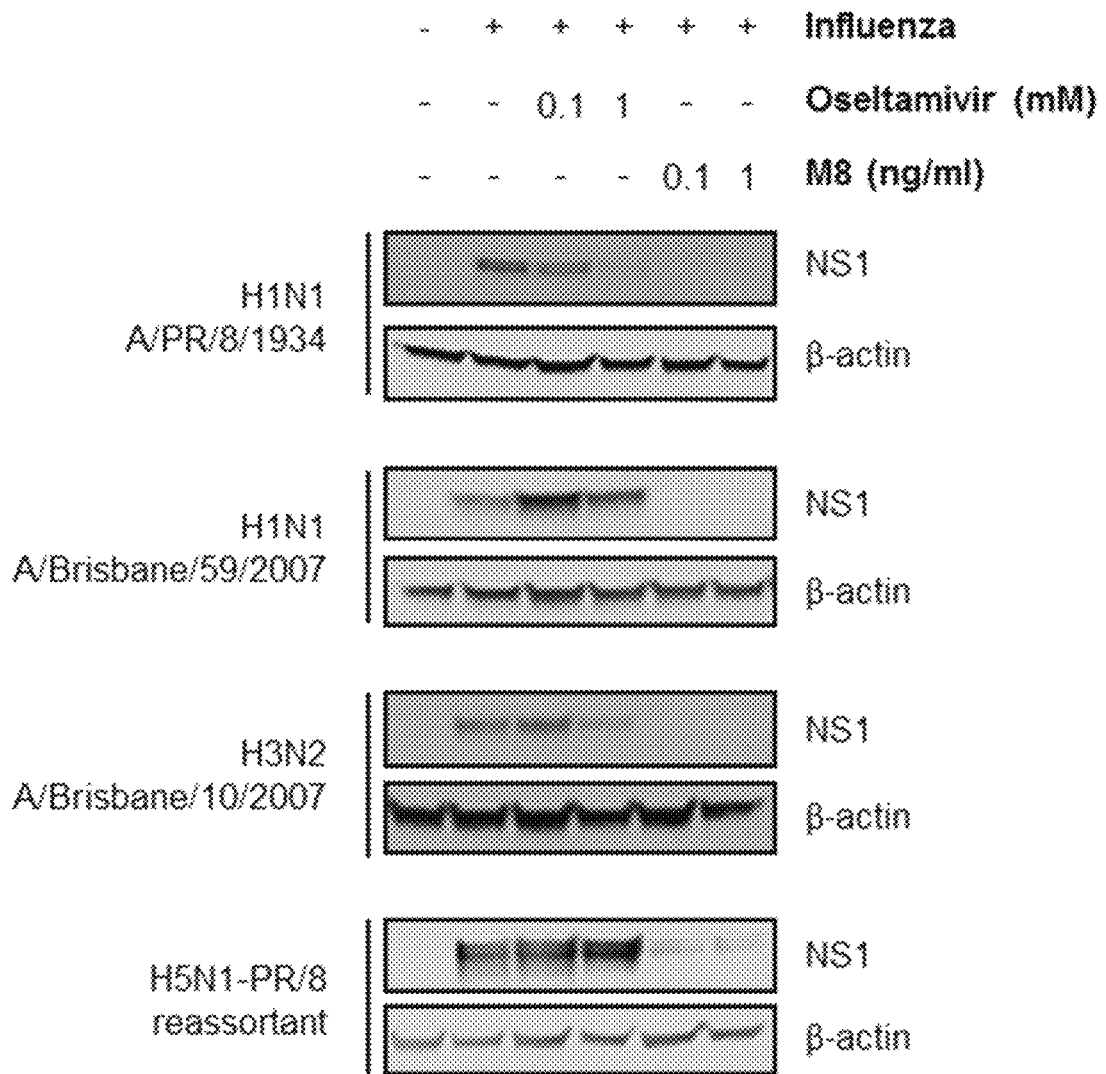 - + + + + + Influenza
- - 0.1 1 - - Oseltamivir (mM)
- - - - 0.1 1 M8 (ng/ml)
NS1
H1N1
A/PR/8/1934
β-actin
NS1
H1N1
A/Brisbane/59/2007
β-actin
NS1
H3N2
A/Brisbane/10/2007
β-actin
NS1
H5N1-PR/8
reassortant
β-actin